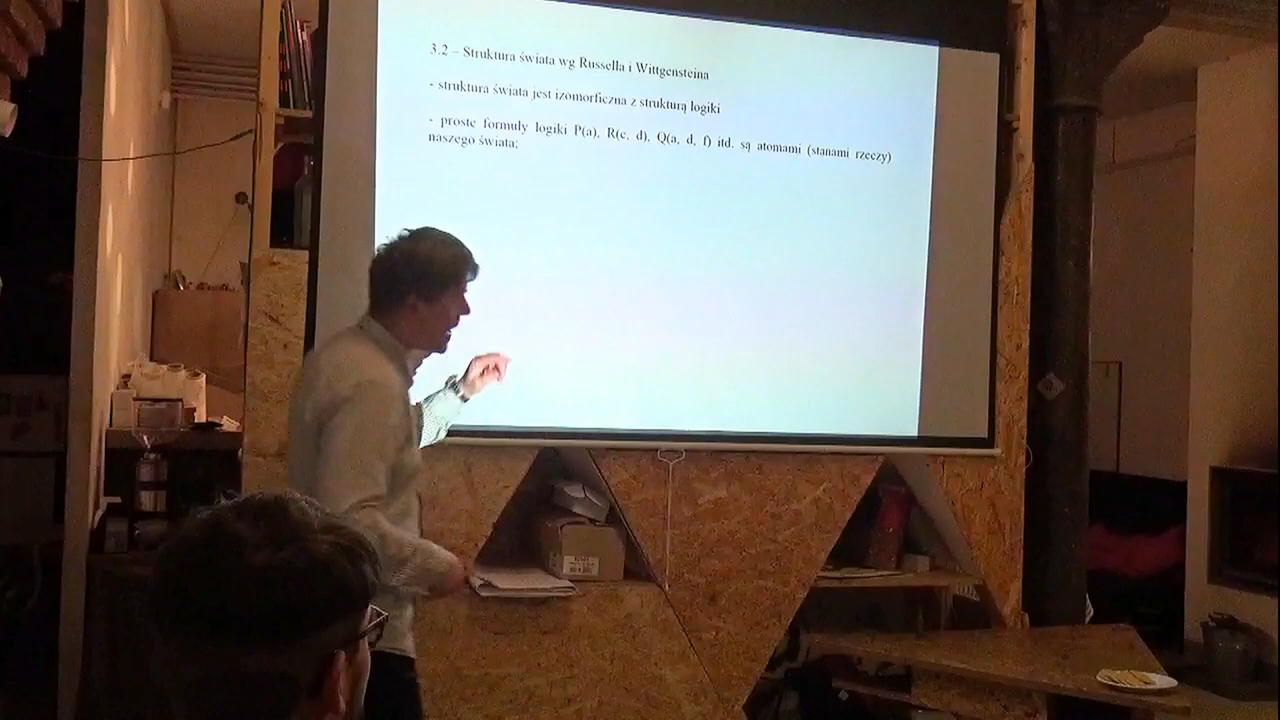 3.2 – Struktura świata wg Russella i Wittgensteina
- struktura świata jest izomorficzna z strukturą logiki
- proste formuły logiki P(a), R(c, d), Q(a, d, f) itd. są atomami (stanami rzeczy)
naszego świata;